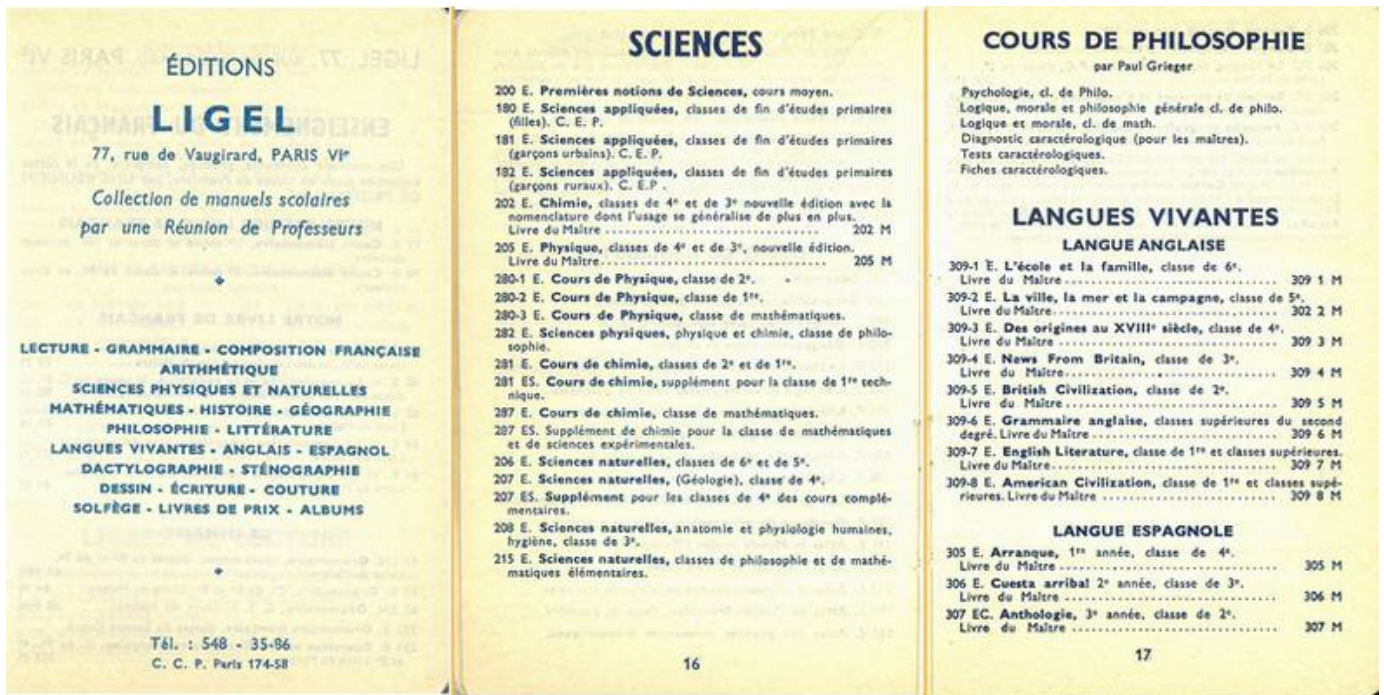 ÉDITIONS
LIGEL
77, rue de Vaugirard, PARIS VIᵉ
Collection de manuels scolaires
par une Réunion de Professeurs
LECTURE - GRAMMAIRE - COMPOSITION FRANÇAISE
ARITHMÉTIQUE
SCIENCES PHYSIQUES ET NATURELLES
MATHÉMATIQUES - HISTOIRE - GÉOGRAPHIE
PHILOSOPHIE - LITTÉRATURE
LANGUES VIVANTES - ANGLAIS - ESPAGNOL
DACTYLOGRAPHIE - STÉNOGRAPHIE
DESSIN - ÉCRITURE - COUTURE
SOLFÈGE - LIVRES DE PRIX - ALBUMS
Tél. : 548 - 35-86
C. C. P. Paris 174-58
SCIENCES
200 E. Premières notions de Sciences, cours moyen.
180 E. Sciences appliquées, classes de fin d'études primaires
(filles). C. E. P.
181 E. Sciences appliquées, classes de fin d'études primaires
(garçons urbains). C. E. P.
182 E. Sciences appliquées, classes de fin d'études primaires
(garçons ruraux). C. E.P .
202 E. Chimie, classes de 4ᵉ et de 3ᵉ nouvelle édition avec la
nomenclature dont l'usage se généralise de plus en plus.
Livre du Maître ........ 202 M
205 E. Physique, classes de 4ᵉ et de 3ᵉ, nouvelle édition.
Livre du Maître ........ 205 M
280-1 E. Cours de Physique, classe de 2ᵉ.
280-2 E. Cours de Physique, classe de 1ʳᵉ.
280-3 E. Cours de Physique, classe de mathématiques.
282 E. Sciences physiques, physique et chimie, classe de philo-
sophie.
281 E. Cours de chimie, classes de 2ᵉ et de 1ʳᵉ.
281 ES. Cours de chimie, supplément pour la classe de 1ʳᵉ tech-
nique.
287 E. Cours de chimie, classe de mathématiques.
287 ES. Supplément de chimie pour la classe de mathématiques
et de sciences expérimentales.
206 E. Sciences naturelles, classes de 6ᵉ et de 5ᵉ.
207 E. Sciences naturelles, (Géologie), classe de 4ᵉ.
207 ES. Supplément pour les classes de 4ᵉ des cours complé-
mentaires.
208 E. Sciences naturelles, anatomie et physiologie humaines,
hygiène, classe de 3ᵉ.
215 E. Sciences naturelles, classes de philosophie et de mathé-
matiques élémentaires.
16
COURS DE PHILOSOPHIE
par Paul Grieger
Psychologie, cl. de Philo.
Logique, morale et philosophie générale cl. de philo.
Logique et morale, cl. de math.
Diagnostic caractérologique (pour les maîtres).
Tests caractérologiques.
Fiches caractérologiques.
LANGUES VIVANTES
LANGUE ANGLAISE
309-1 E. L'école et la famille, classe de 6ᵉ.
Livre du Maître ........ 309 1 M
309-2 E. La ville, la mer et la campagne, classe de 5ᵉ.
Livre du Maître ........ 302 2 M
309-3 E. Des origines au XVIIIᵉ siècle, classe de 4ᵉ.
Livre du Maître ........ 309 3 M
309-4 E. News From Britain, classe de 3ᵉ.
Livre du Maître ........ 309 4 M
309-5 E. British Civilization, classe de 2ᵉ.
Livre du Maître ........ 309 5 M
309-6 E. Grammaire anglaise, classes supérieures du second
degré. Livre du Maître ........ 309 6 M
309-7 E. English Literature, classe de 1ʳᵉ et classes supérieures.
Livre du Maître ........ 309 7 M
309-8 E. American Civilization, classe de 1ʳᵉ et classes supé-
rieures. Livre du Maître ........ 309 8 M
LANGUE ESPAGNOLE
305 E. Arranque, 1ʳᵉ année, classe de 4ᵉ.
Livre du Maître ........ 305 M
306 E. Cuesta arriba! 2ᵉ année, classe de 3ᵉ.
Livre du Maître ........ 306 M
307 EC. Anthologie, 3ᵉ année, classe de 2ᵉ.
Livre du Maître ........ 307 M
17